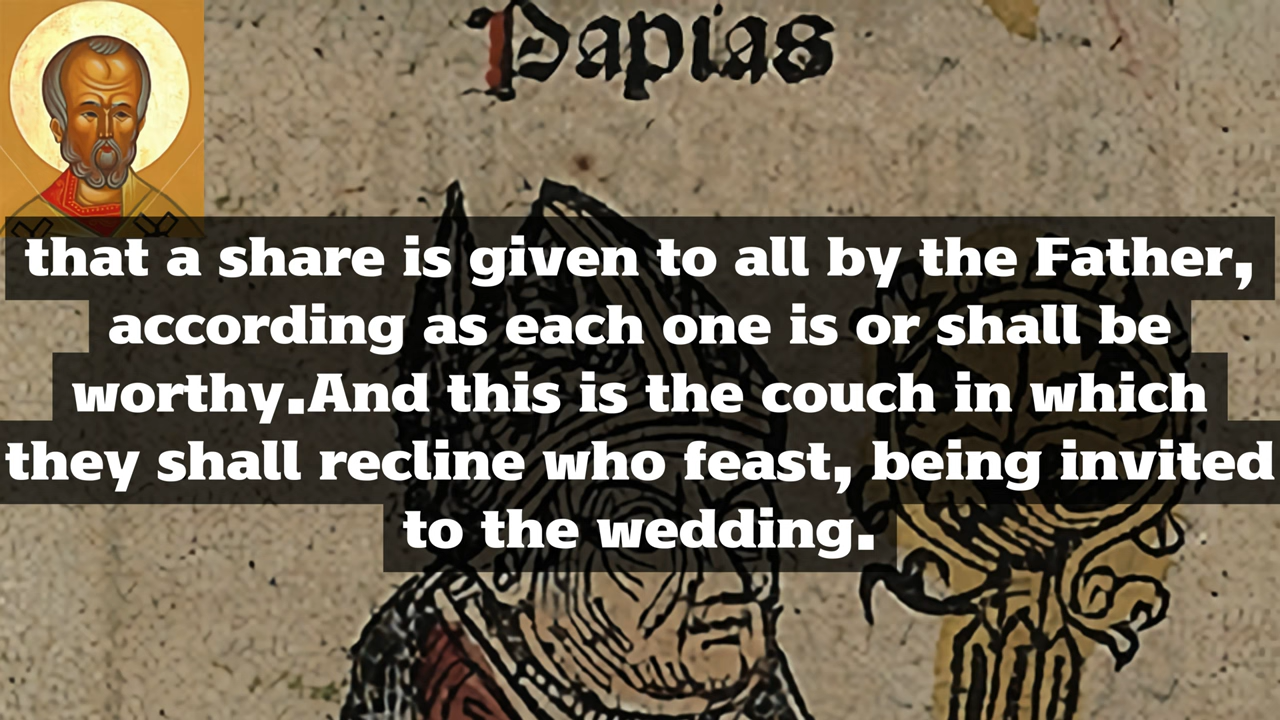 Papias
that a share is given to all by the Father,
according as each one is or shall be
worthy.And this is the couch in which
they shall recline who feast, being invited
to the wedding.